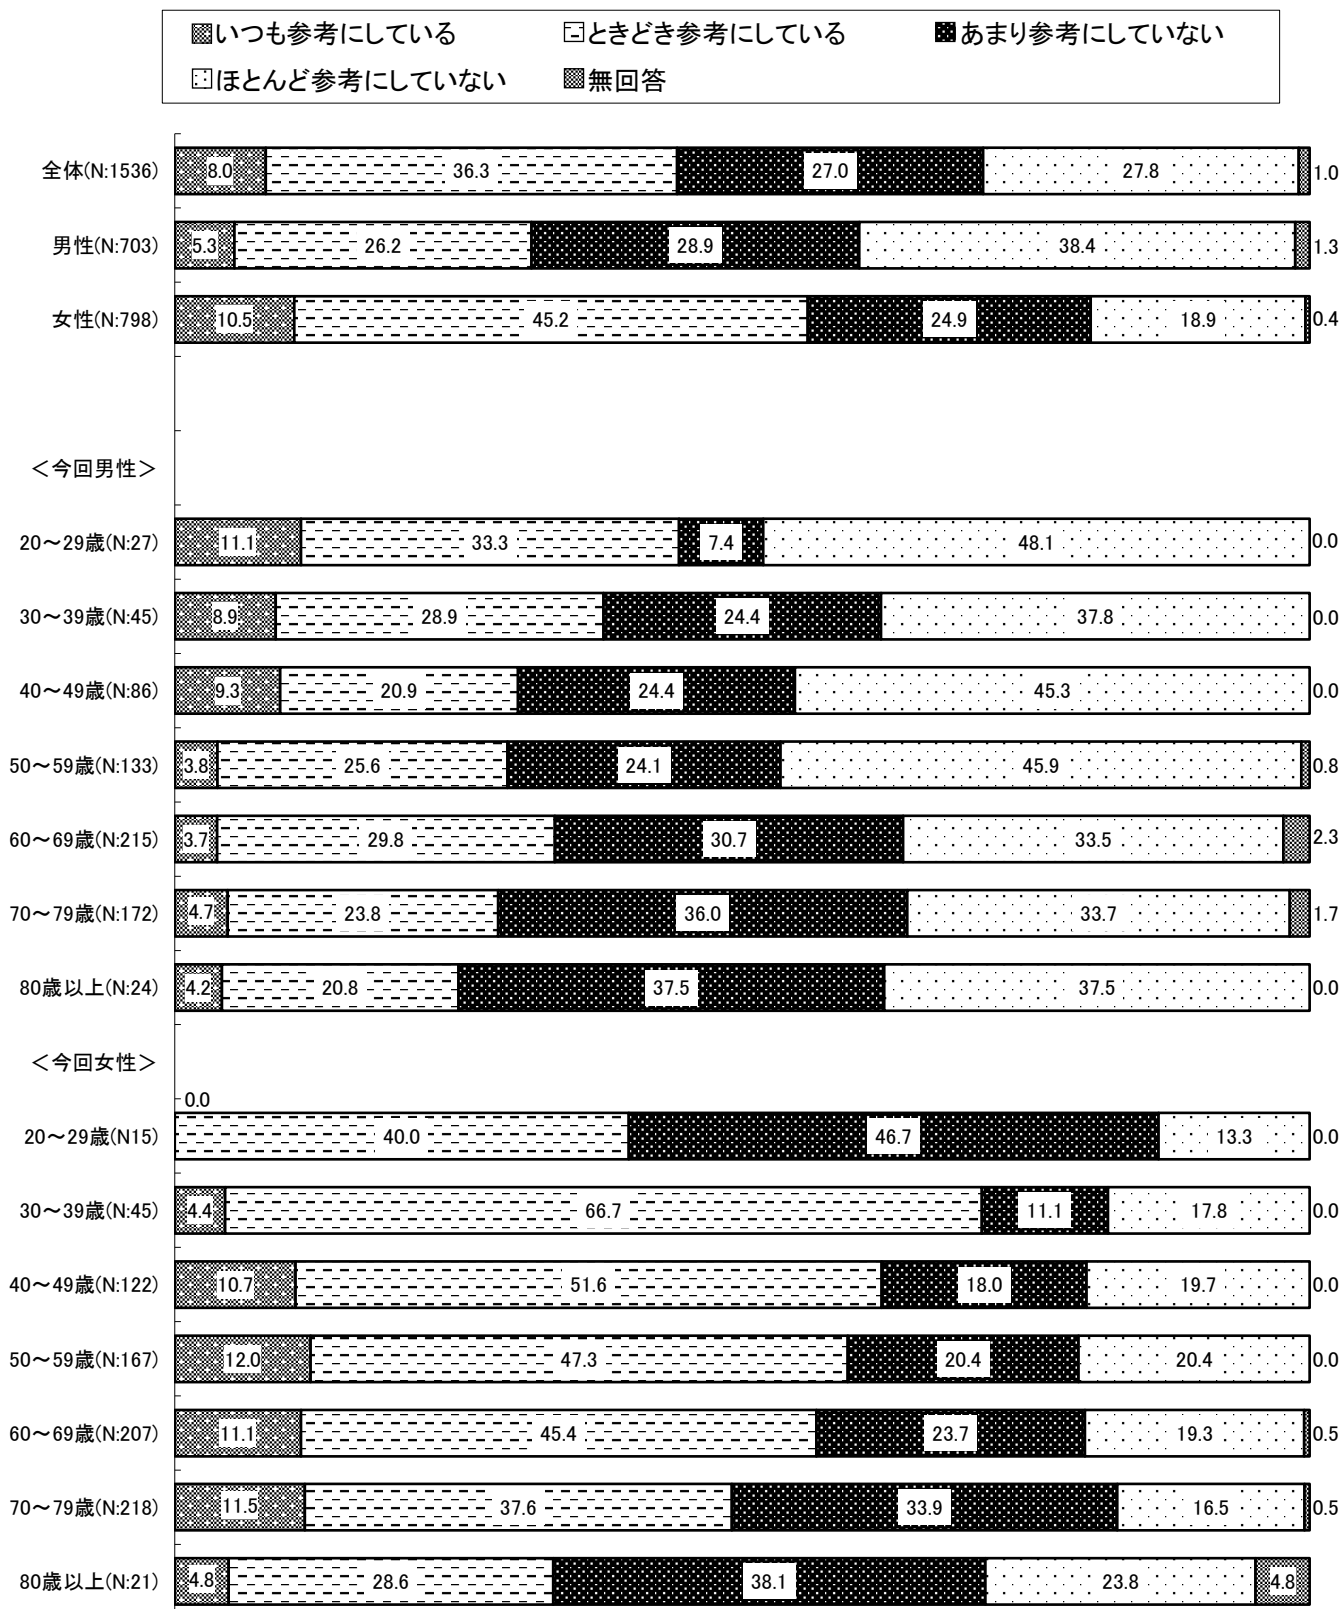 いつも参考にしている ときどき参考にしている あまり参考にしていない
ほとんど参考にしていない 無回答
全体(N:1536) 8.0 36.3 27.0 27.8 1.0
男性(N:703) 5.3 26.2 28.9 38.4 1.3
女性(N:798) 10.5 45.2 24.9 18.9 0.4
＜今回男性＞
20～29歳(N:27) 11.1 33.3 7.4 48.1 0.0
30～39歳(N:45) 8.9 28.9 24.4 37.8 0.0
40～49歳(N:86) 9.3 20.9 24.4 45.3 0.0
50～59歳(N:133) 3.8 25.6 24.1 45.9 0.8
60～69歳(N:215) 3.7 29.8 30.7 33.5 2.3
70～79歳(N:172) 4.7 23.8 36.0 33.7 1.7
80歳以上(N:24) 4.2 20.8 37.5 37.5 0.0
＜今回女性＞
0.0
20～29歳(N15) 40.0 46.7 13.3 0.0
30～39歳(N:45) 4.4 66.7 11.1 17.8 0.0
40～49歳(N:122) 10.7 51.6 18.0 19.7 0.0
50～59歳(N:167) 12.0 47.3 20.4 20.4 0.0
60～69歳(N:207) 11.1 45.4 23.7 19.3 0.5
70～79歳(N:218) 11.5 37.6 33.9 16.5 0.5
80歳以上(N:21) 4.8 28.6 38.1 23.8 4.8